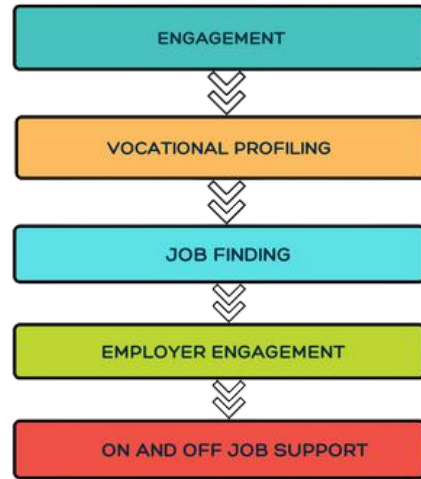 ENGAGEMENT
VOCATIONAL PROFILING
JOB FINDING
EMPLOYER ENGAGEMENT
ON AND OFF JOB SUPPORT